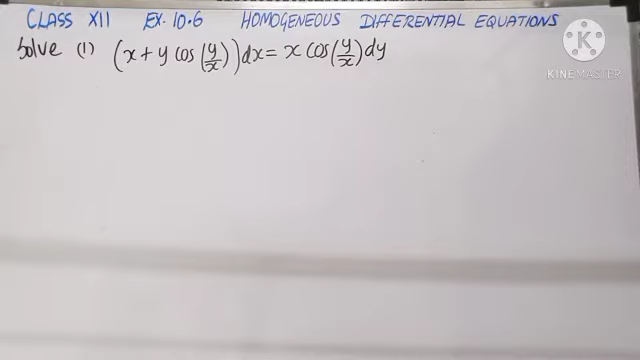 CLASS XII EX. 10.6 HOMOGENEOUS DIFFERENTIAL EQUATIONS
Solve (1) (x + y cos(y/x))dx = x cos(y/x)dy
KINEMASTER